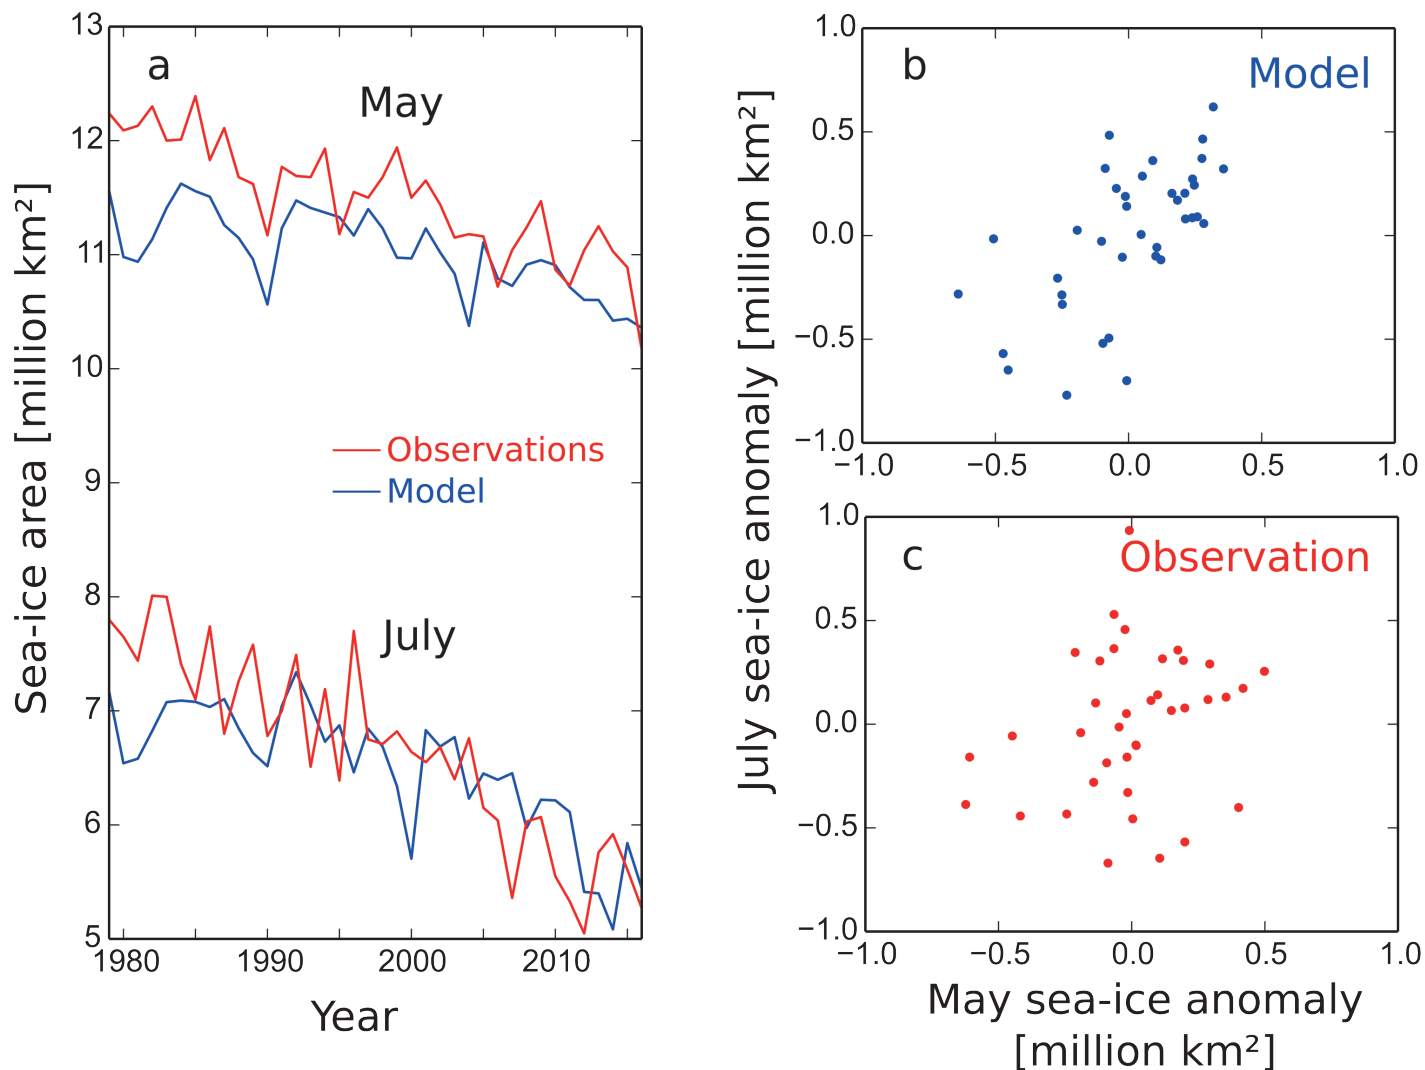 a
May
Observations
Model
July
Sea-ice area [million km²]
13
12
11
10
9
8
7
6
5
1980
1990
2000
2010
Year
b
Model
1.0
0.5
0.0
−0.5
−1.0
−1.0
−0.5
0.0
0.5
1.0
July sea-ice anomaly [million km²]
c
Observation
1.0
0.5
0.0
−0.5
−1.0
−1.0
−0.5
0.0
0.5
1.0
May sea-ice anomaly
[million km²]